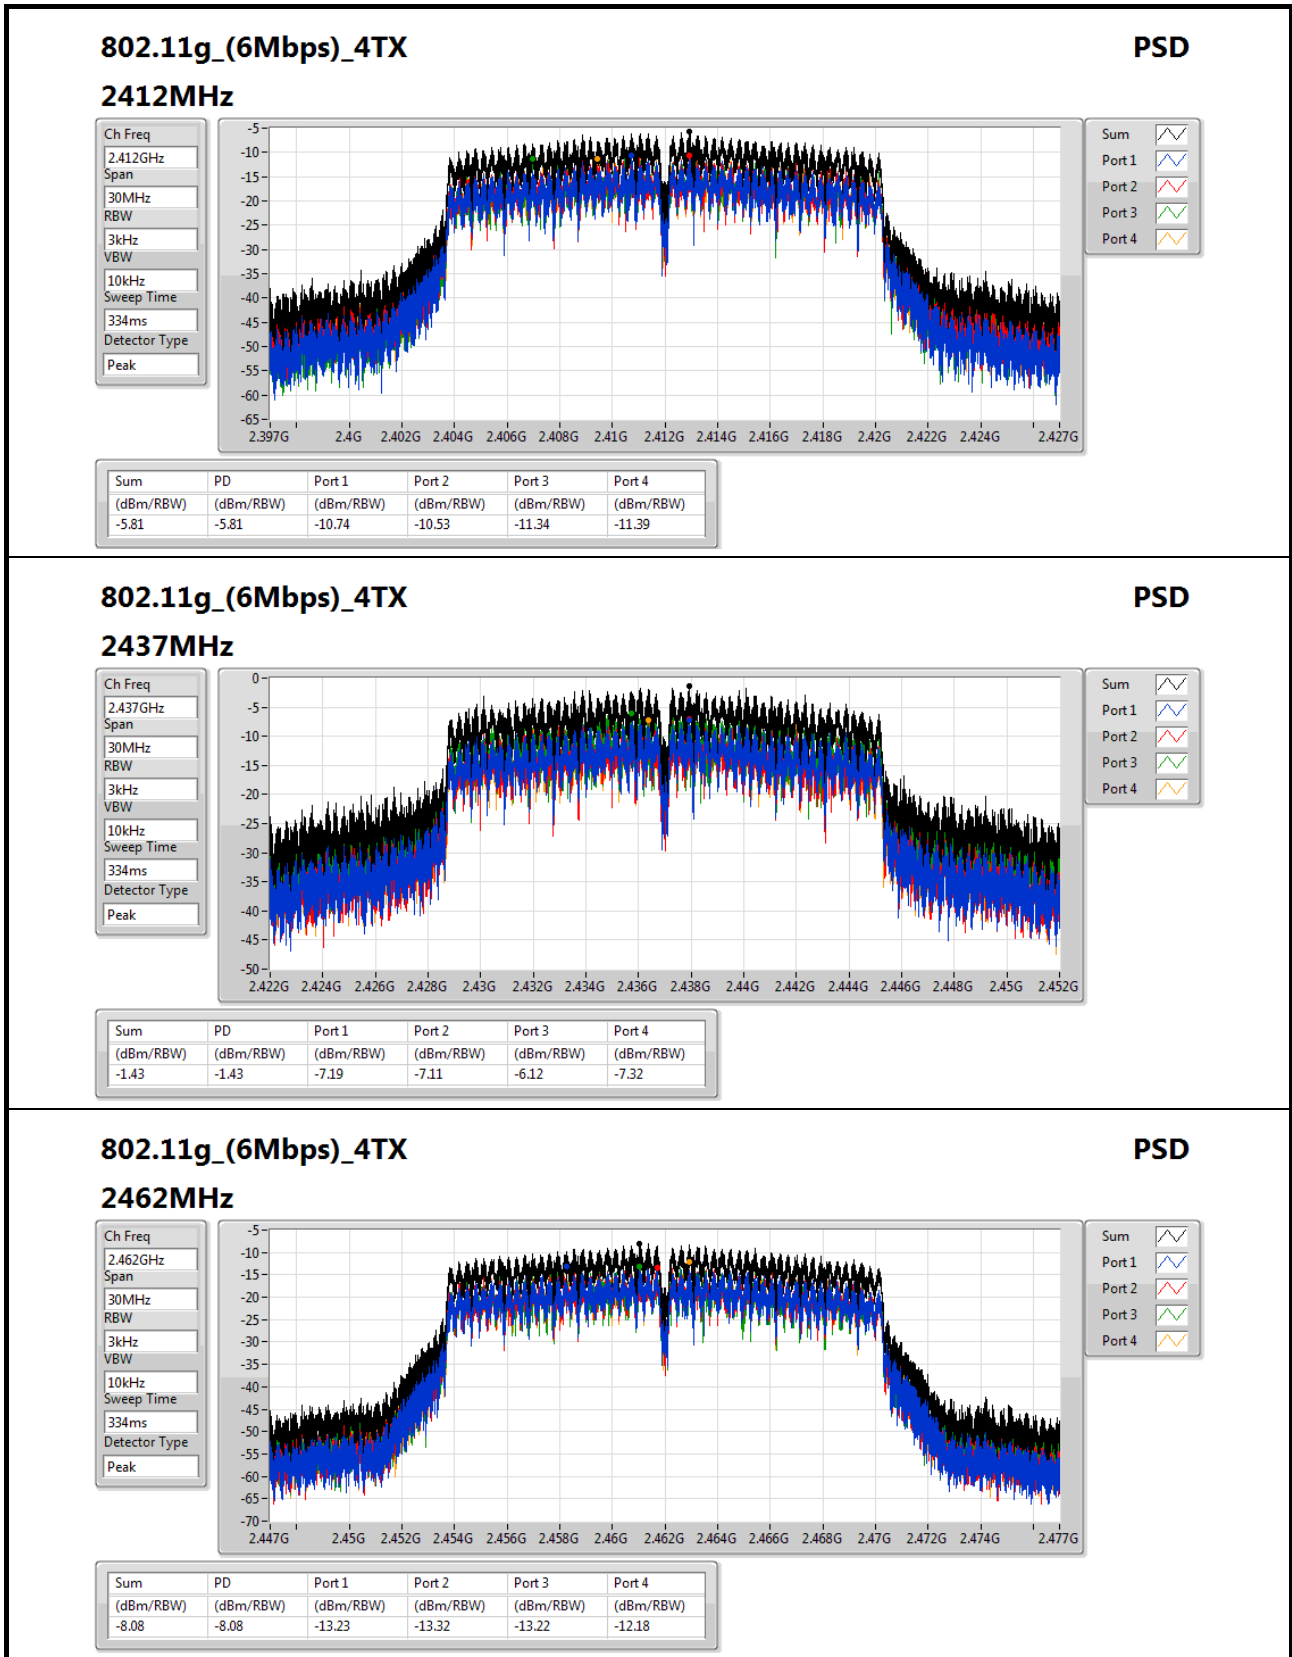 802.11g_(6Mbps)_4TX PSD
2412MHz
Ch Freq
2.412GHz
Span
30MHz
RBW
3kHz
VBW
10kHz
Sweep Time
334ms
Detector Type
Peak
-5
-10
-15
-20
-25
-30
-35
-40
-45
-50
-55
-60
-65
2.397G 2.4G 2.402G 2.404G 2.406G 2.408G 2.41G 2.412G 2.414G 2.416G 2.418G 2.42G 2.422G 2.424G 2.427G
Sum
Port 1
Port 2
Port 3
Port 4
Sum PD Port 1 Port 2 Port 3 Port 4
(dBm/RBW) (dBm/RBW) (dBm/RBW) (dBm/RBW) (dBm/RBW) (dBm/RBW)
-5.81 -5.81 -10.74 -10.53 -11.34 -11.39
802.11g_(6Mbps)_4TX PSD
2437MHz
Ch Freq
2.437GHz
Span
30MHz
RBW
3kHz
VBW
10kHz
Sweep Time
334ms
Detector Type
Peak
0
-5
-10
-15
-20
-25
-30
-35
-40
-45
-50
2.422G 2.424G 2.426G 2.428G 2.43G 2.432G 2.434G 2.436G 2.438G 2.44G 2.442G 2.444G 2.446G 2.448G 2.45G 2.452G
Sum
Port 1
Port 2
Port 3
Port 4
Sum PD Port 1 Port 2 Port 3 Port 4
(dBm/RBW) (dBm/RBW) (dBm/RBW) (dBm/RBW) (dBm/RBW) (dBm/RBW)
-1.43 -1.43 -7.19 -7.11 -6.12 -7.32
802.11g_(6Mbps)_4TX PSD
2462MHz
Ch Freq
2.462GHz
Span
30MHz
RBW
3kHz
VBW
10kHz
Sweep Time
334ms
Detector Type
Peak
-5
-10
-15
-20
-25
-30
-35
-40
-45
-50
-55
-60
-65
-70
2.447G 2.45G 2.452G 2.454G 2.456G 2.458G 2.46G 2.462G 2.464G 2.466G 2.468G 2.47G 2.472G 2.474G 2.477G
Sum
Port 1
Port 2
Port 3
Port 4
Sum PD Port 1 Port 2 Port 3 Port 4
(dBm/RBW) (dBm/RBW) (dBm/RBW) (dBm/RBW) (dBm/RBW) (dBm/RBW)
-8.08 -8.08 -13.23 -13.32 -13.22 -12.18